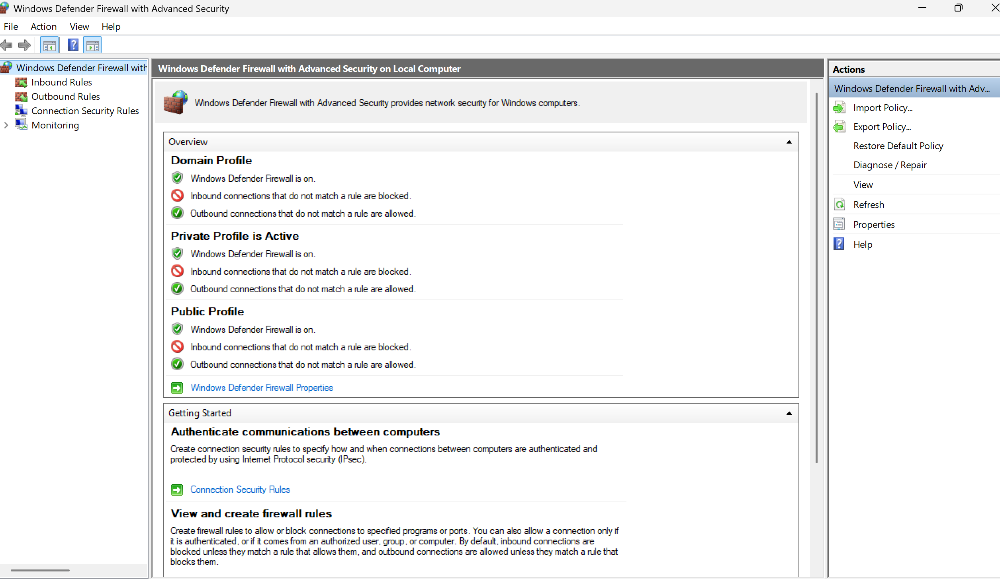 Windows Defender Firewall with Advanced Security
File Action View Help
Windows Defender Firewall with
Inbound Rules
Outbound Rules
Connection Security Rules
Monitoring
Windows Defender Firewall with Advanced Security on Local Computer
Windows Defender Firewall with Advanced Security provides network security for Windows computers.
Overview
Domain Profile
Windows Defender Firewall is on.
Inbound connections that do not match a rule are blocked.
Outbound connections that do not match a rule are allowed.
Private Profile is Active
Windows Defender Firewall is on.
Inbound connections that do not match a rule are blocked.
Outbound connections that do not match a rule are allowed.
Public Profile
Windows Defender Firewall is on.
Inbound connections that do not match a rule are blocked.
Outbound connections that do not match a rule are allowed.
Windows Defender Firewall Properties
Getting Started
Authenticate communications between computers
Create connection security rules to specify how and when connections between computers are authenticated and
protected by using Internet Protocol security (IPsec).
Connection Security Rules
View and create firewall rules
Create firewall rules to allow or block connections to specified programs or ports. You can also allow a connection only if
it is authenticated, or if it comes from an authorized user, group, or computer. By default, inbound connections are
blocked unless they match a rule that allows them, and outbound connections are allowed unless they match a rule that
blocks them.
Actions
Windows Defender Firewall with Adv...
Import Policy...
Export Policy...
Restore Default Policy
Diagnose / Repair
View
Refresh
Properties
Help